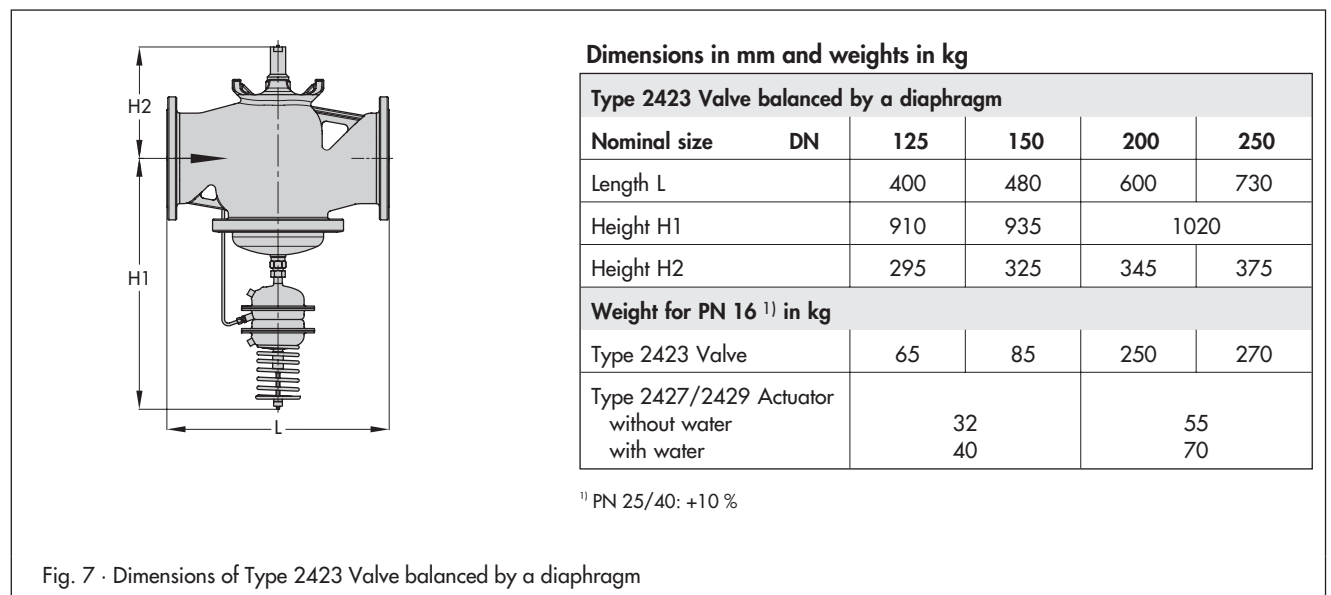 H2
H1
L
Dimensions in mm and weights in kg
Type 2423 Valve balanced by a diaphragm
Nominal size DN 125 150 200 250
Length L 400 480 600 730
Height H1 910 935 1020
Height H2 295 325 345 375
Weight for PN 16 1) in kg
Type 2423 Valve 65 85 250 270
Type 2427/2429 Actuator
without water 32 55
with water 40 70
1) PN 25/40: +10 %
Fig. 7 · Dimensions of Type 2423 Valve balanced by a diaphragm